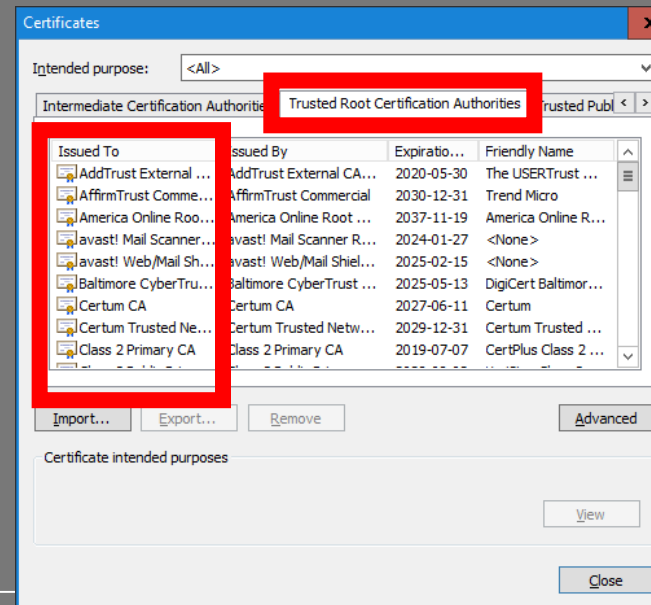 Certificates
Intended purpose: <All>
Intermediate Certification Authoritie Trusted Root Certification Authorities Trusted Publ
Issued To Issued By Expiratio... Friendly Name
AddTrust External ... AddTrust External CA... 2020-05-30 The USERTrust ...
AffirmTrust Comme... AffirmTrust Commercial 2030-12-31 Trend Micro
America Online Roo... America Online Root ... 2037-11-19 America Online R...
avast! Mail Scanner... avast! Mail Scanner R... 2024-01-27 <None>
avast! Web/Mail Sh... avast! Web/Mail Shiel... 2025-02-15 <None>
Baltimore CyberTru... Baltimore CyberTrust ... 2025-05-13 DigiCert Baltimor...
Certum CA Certum CA 2027-06-11 Certum
Certum Trusted Ne... Certum Trusted Netw... 2029-12-31 Certum Trusted ...
Class 2 Primary CA Class 2 Primary CA 2019-07-07 CertPlus Class 2 ...
Import... Export... Remove Advanced
Certificate intended purposes
View
Close